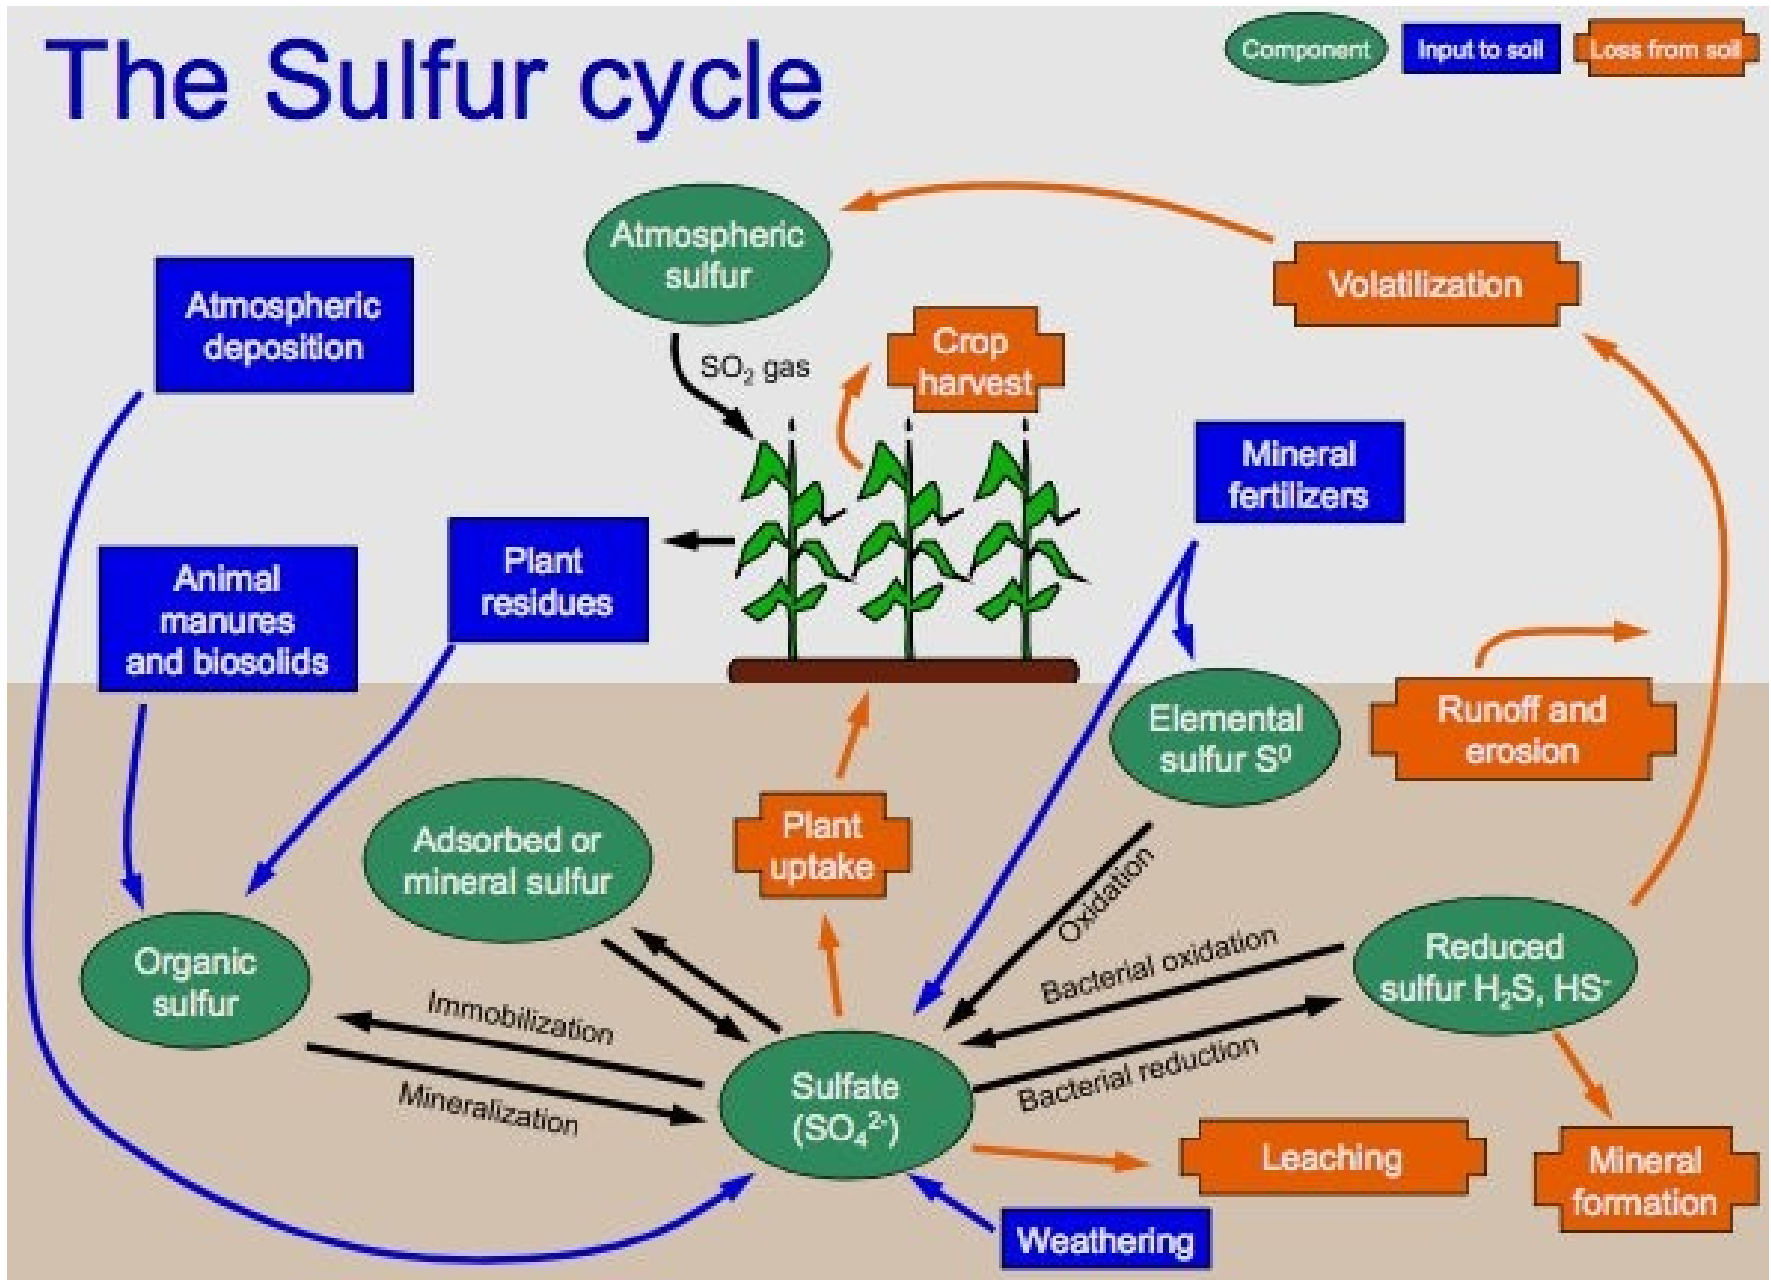 The Sulfur cycle
Component
Input to soil
Loss from soil
Atmospheric
sulfur
Volatilization
Atmospheric
deposition
SO₂ gas
Crop
harvest
Mineral
fertilizers
Plant
residues
Animal
manures
and biosolids
Elemental
sulfur S⁰
Runoff and
erosion
Adsorbed or
mineral sulfur
Plant
uptake
Oxidation
Organic
sulfur
Immobilization
Mineralization
Bacterial oxidation
Bacterial reduction
Reduced
sulfur H₂S, HS⁻
Sulfate
(SO₄²⁻)
Leaching
Mineral
formation
Weathering